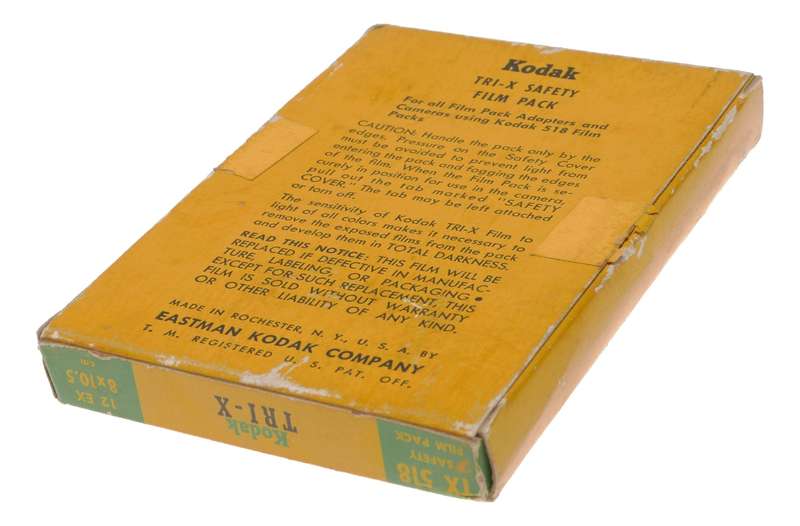 Kodak
TRI-X SAFETY
FILM PACK
For all Film Pack Adapters and
Cameras using Kodak 518 Film
Packs
CAUTION: Handle the pack only by the
edges. Pressure on the Safety Cover
must be avoided to prevent light from
entering the pack and fogging the edges
of the film. When the Film Pack is se-
curely in position for use in the camera,
pull out the tab marked "SAFETY
COVER." The tab may be left attached
or torn off.
The sensitivity of Kodak TRI-X Film to
light of all colors makes it necessary to
remove the exposed films from the pack
and develop them in TOTAL DARKNESS.
READ THIS NOTICE: THIS FILM WILL BE
REPLACED IF DEFECTIVE IN MANUFAC-
TURE, LABELING, OR PACKAGING •
EXCEPT FOR SUCH REPLACEMENT, THIS
FILM IS SOLD WITHOUT WARRANTY
OR OTHER LIABILITY OF ANY KIND.
MADE IN ROCHESTER, N. Y., U. S. A. BY
EASTMAN KODAK COMPANY
T. M. REGISTERED U. S. PAT. OFF.
12 EX
8x10.5
cm
Kodak
TRI-X
TX 518
SAFETY
FILM PACK